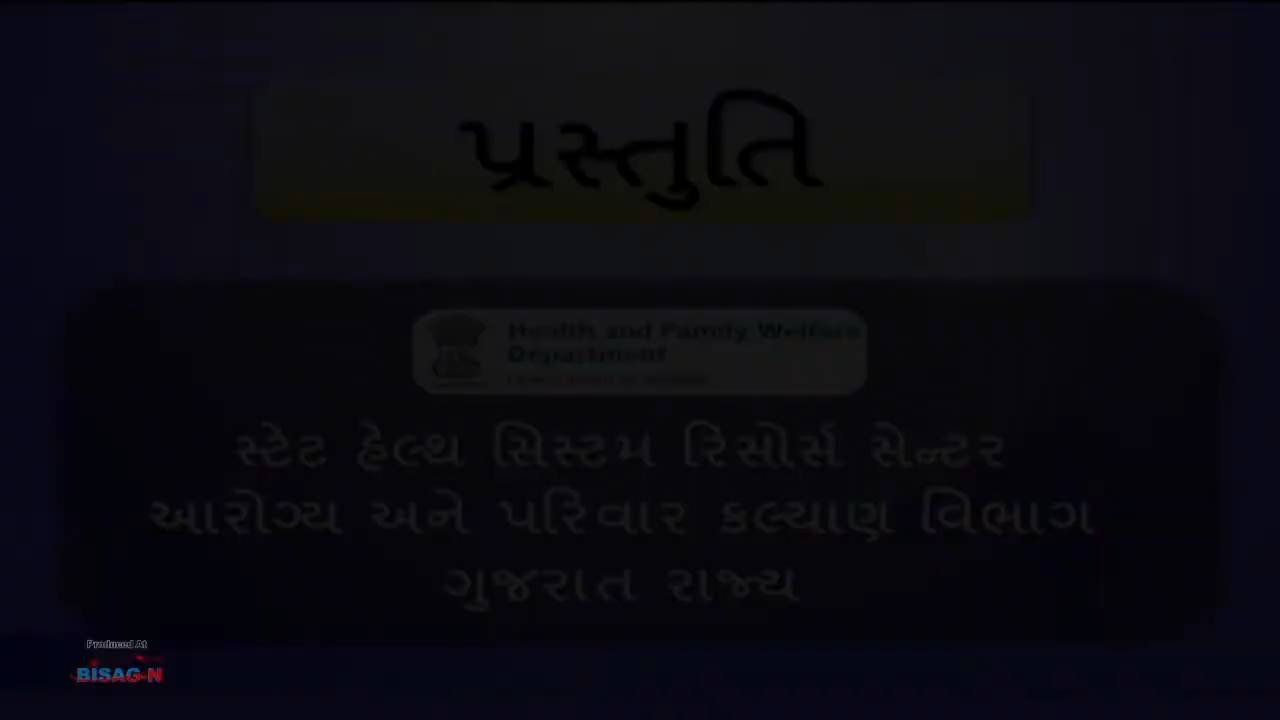 પ્રસ્તુતિ
Health and Family Welfare
Department
સ્ટેટ હેલ્થ સિસ્ટમ રિસોર્સ સેન્ટર
આરોગ્ય અને પરિવાર કલ્યાણ વિભાગ
ગુજરાત રાજ્ય
Produced At
BISAG-N